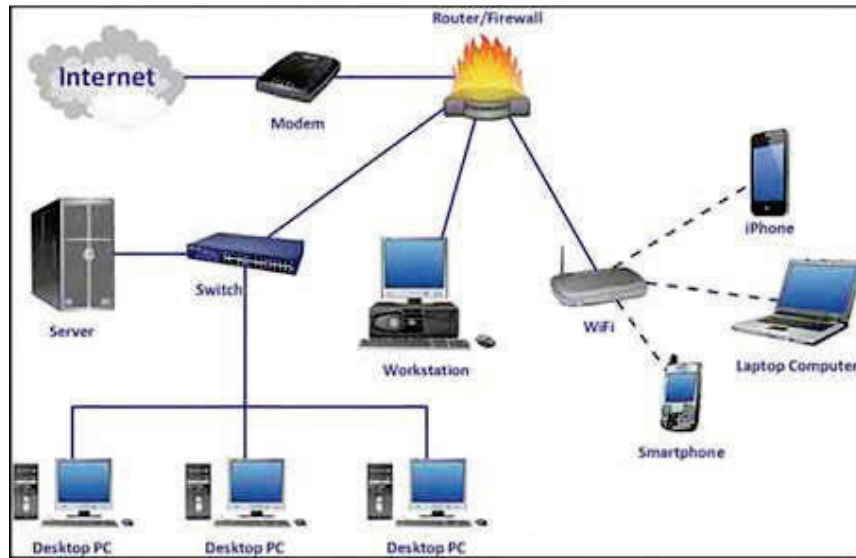 Router/Firewall
Internet
Modem
iPhone
Switch
Server
WiFi
Workstation
Laptop Computer
Smartphone
Desktop PC
Desktop PC
Desktop PC